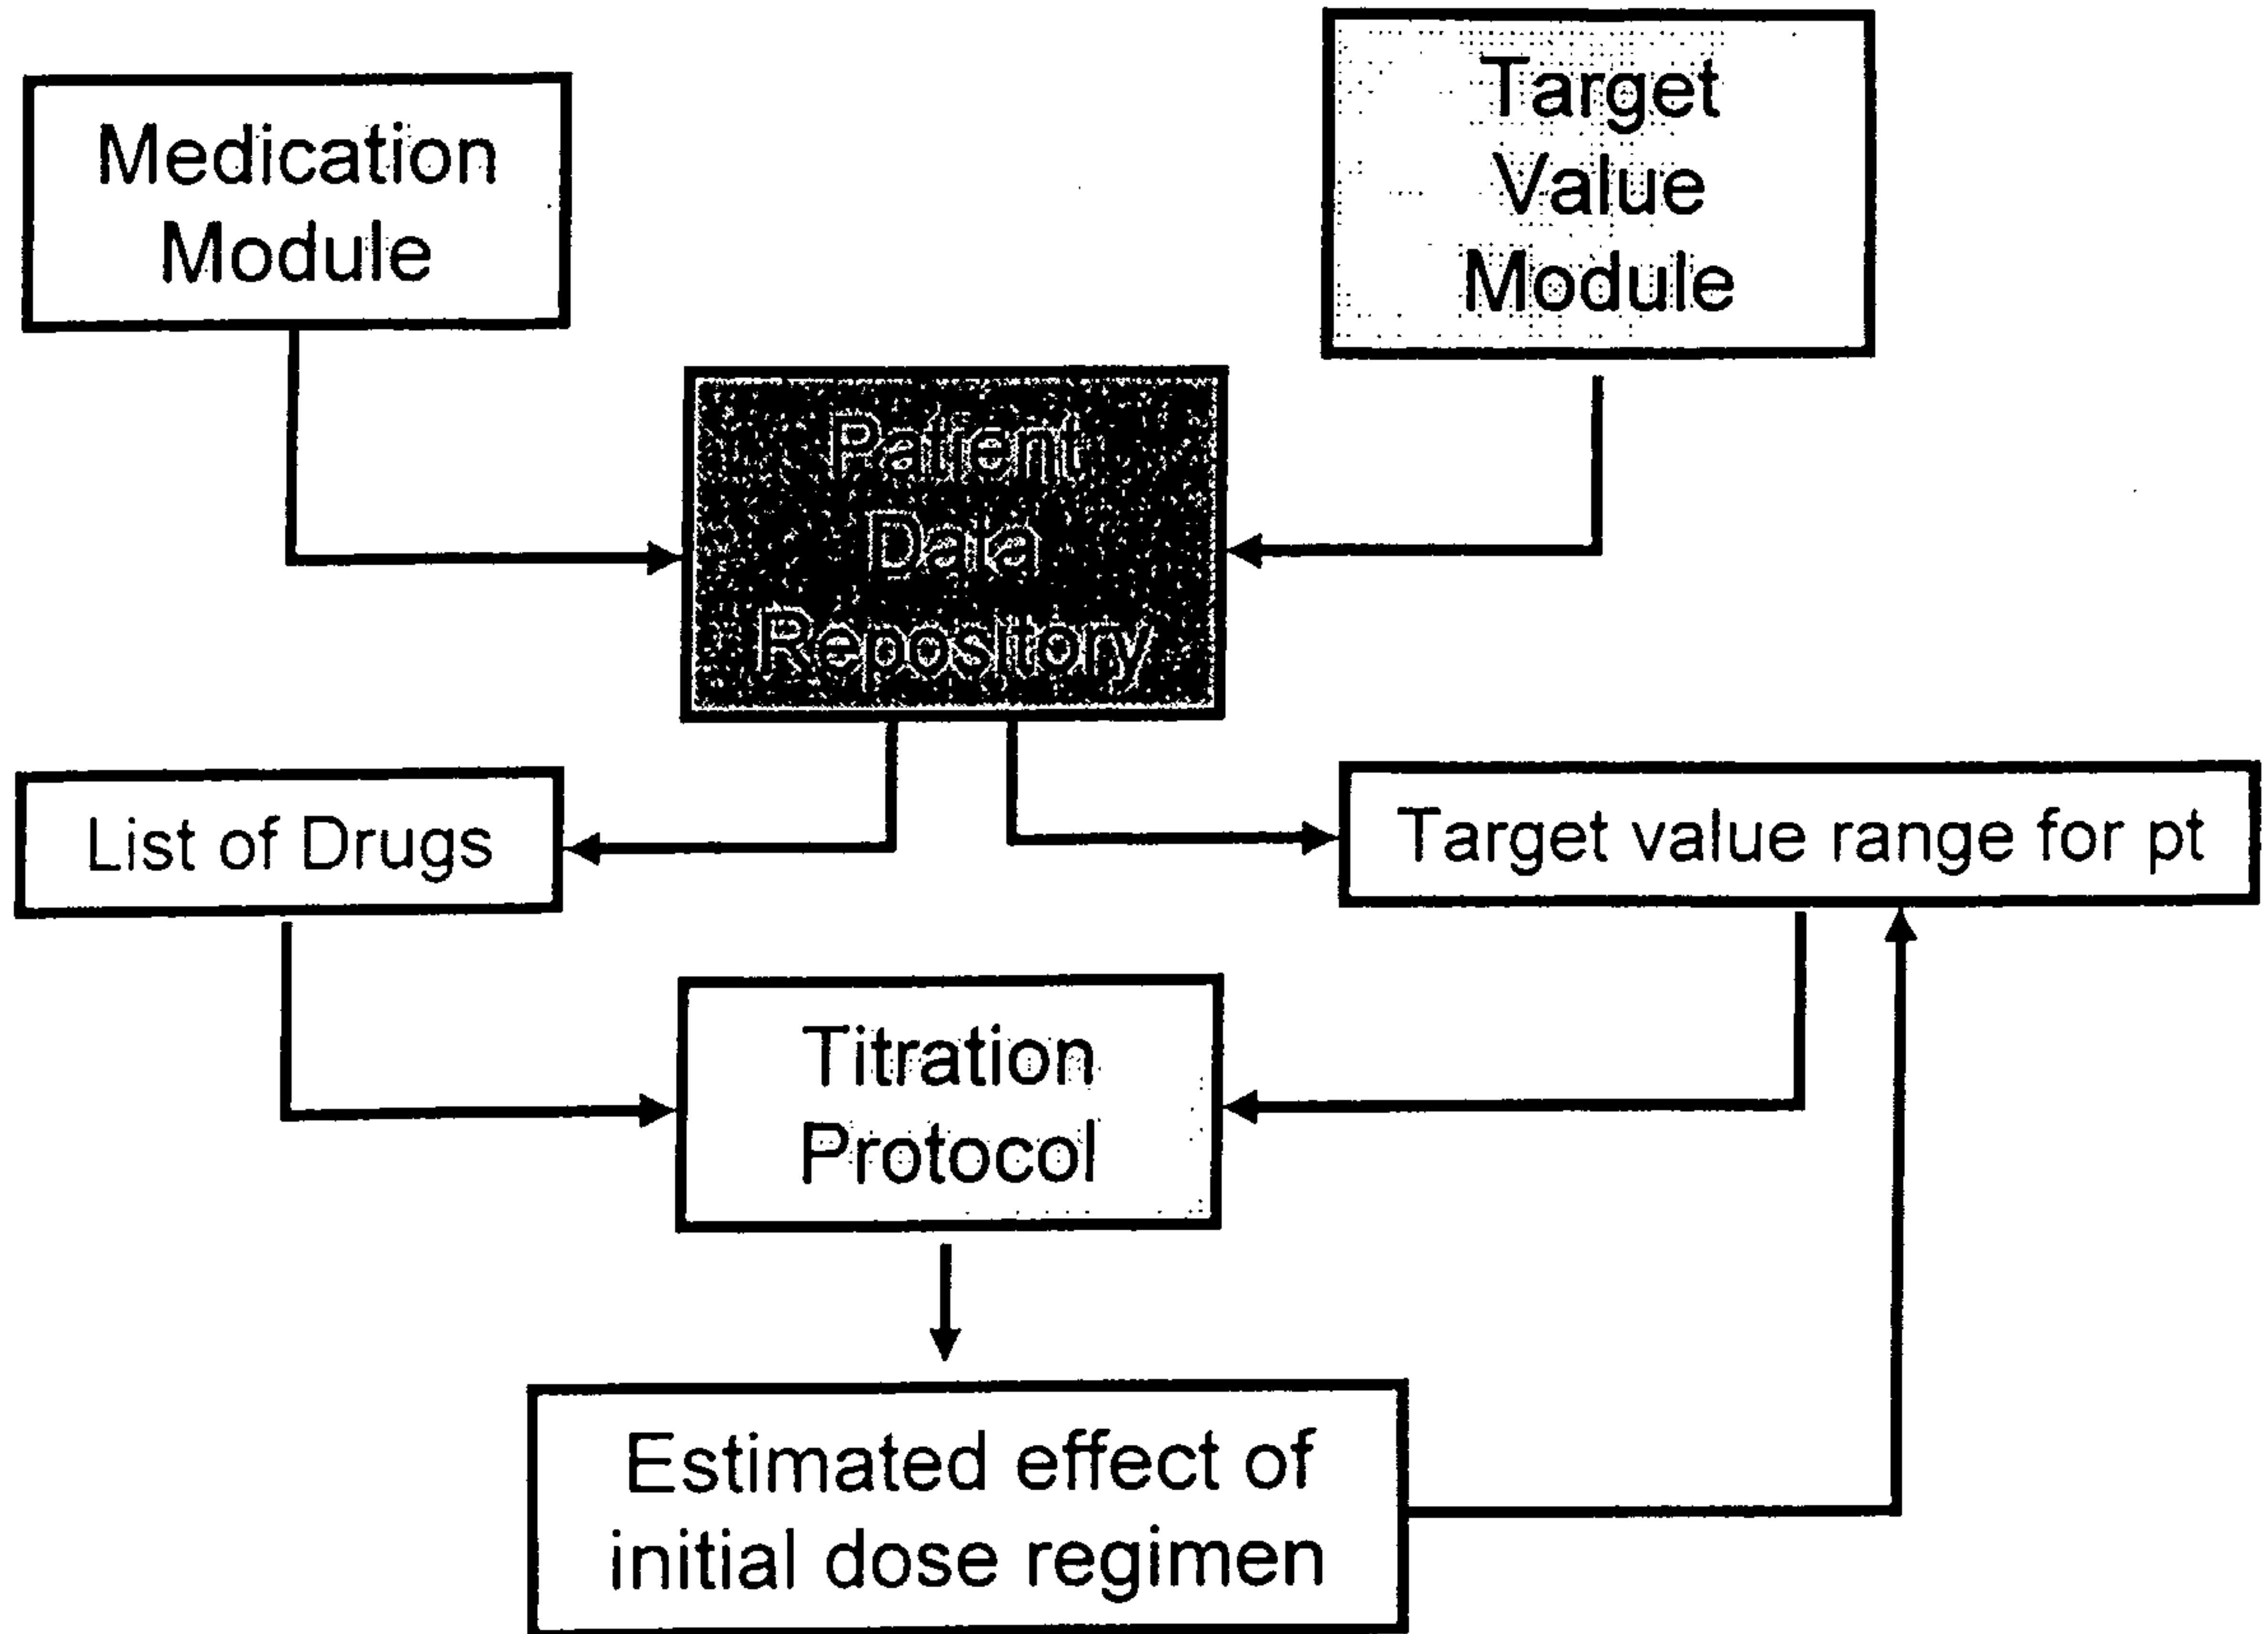 Medication
Module
Target
Value
Module
Patient
Data
Repository
List of Drugs
Target value range for pt
Titration
Protocol
Estimated effect of
initial dose regimen